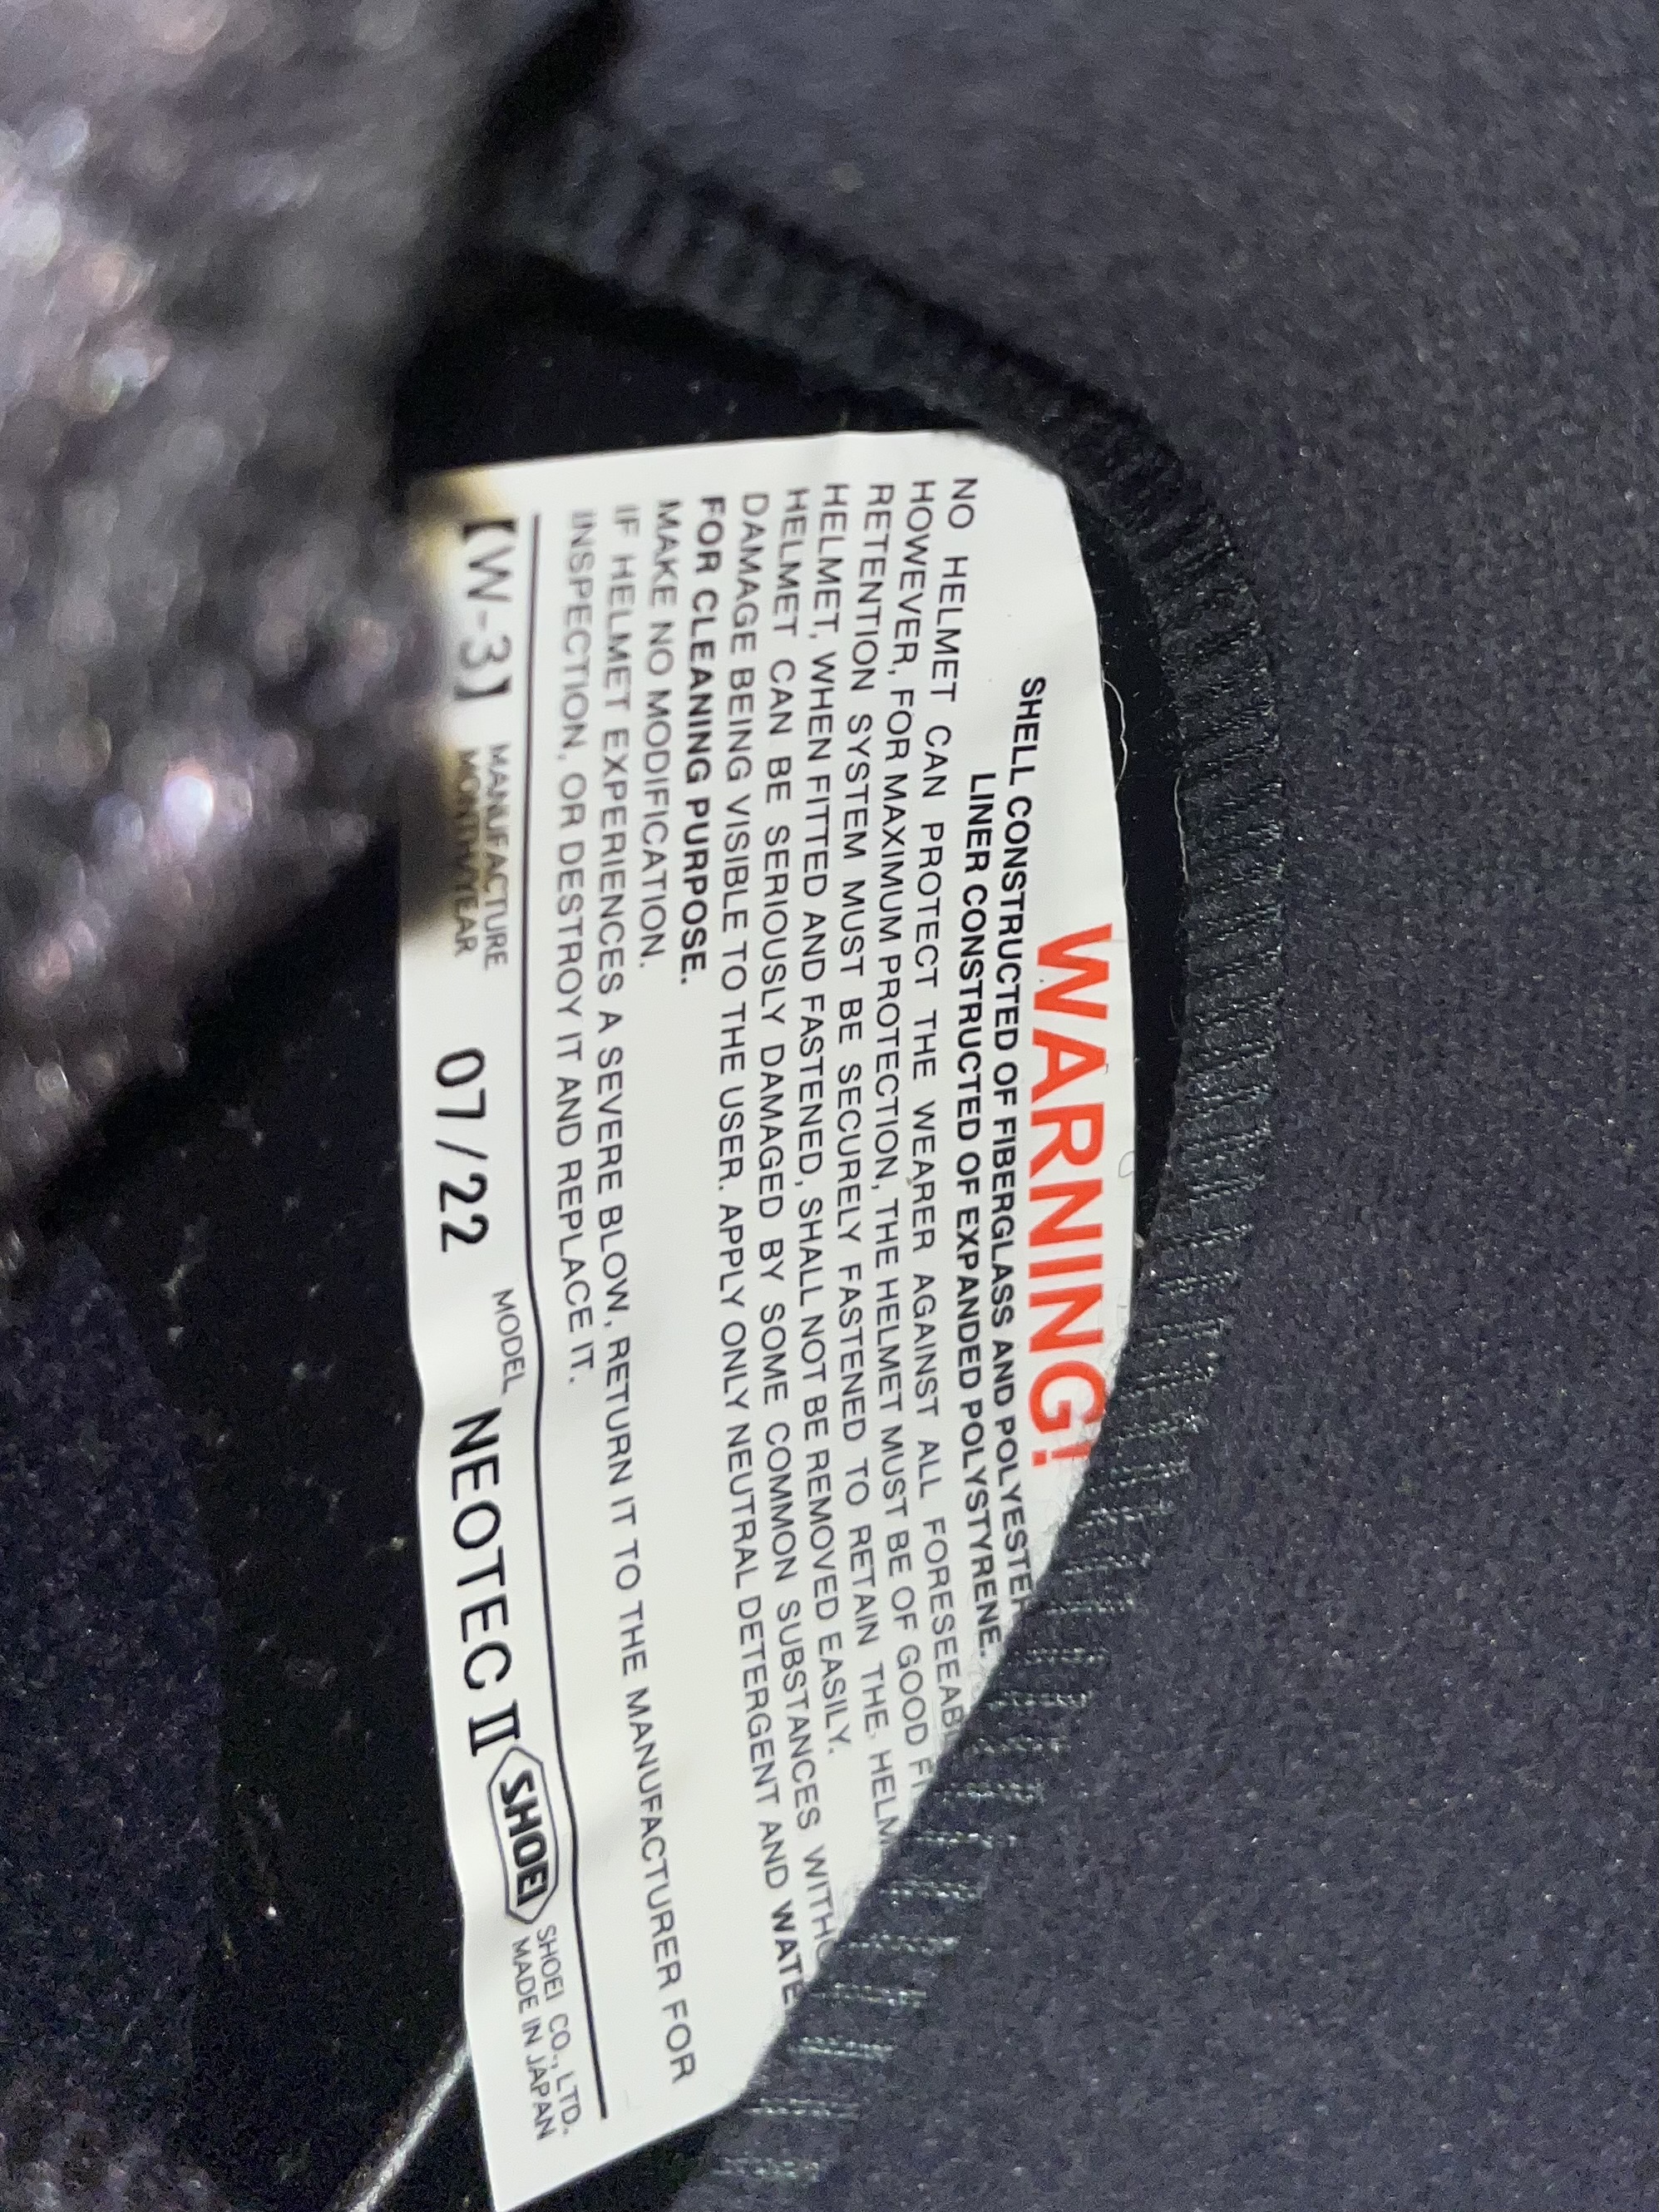 WARNING!
SHELL CONSTRUCTED OF FIBERGLASS AND POLYESTER
LINER CONSTRUCTED OF EXPANDED POLYSTYRENE.
NO HELMET CAN PROTECT THE WEARER AGAINST ALL FORESEEAB
HOWEVER, FOR MAXIMUM PROTECTION, THE HELMET MUST BE OF GOOD FI
RETENTION SYSTEM MUST BE SECURELY FASTENED TO RETAIN THE HELM
HELMET, WHEN FITTED AND FASTENED, SHALL NOT BE REMOVED EASILY.
HELMET CAN BE SERIOUSLY DAMAGED BY SOME COMMON SUBSTANCES WITHO
DAMAGE BEING VISIBLE TO THE USER. APPLY ONLY NEUTRAL DETERGENT AND WATE
FOR CLEANING PURPOSE.
MAKE NO MODIFICATION.
IF HELMET EXPERIENCES A SEVERE BLOW, RETURN IT TO THE MANUFACTURER FOR
INSPECTION, OR DESTROY IT AND REPLACE IT.
【W-3】 MANUFACTURE MONTH/YEAR 07/22 MODEL NEOTEC II SHOEI SHOEI CO., LTD.
MADE IN JAPAN